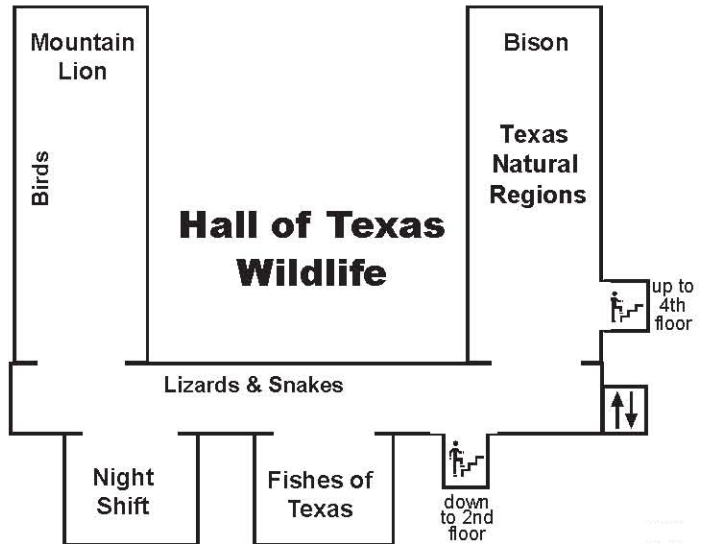 Mountain
Lion
Bison
Birds
Texas
Natural
Regions
Hall of Texas
Wildlife
up to
4th
floor
Lizards & Snakes
Night
Shift
Fishes of
Texas
down
to 2nd
floor